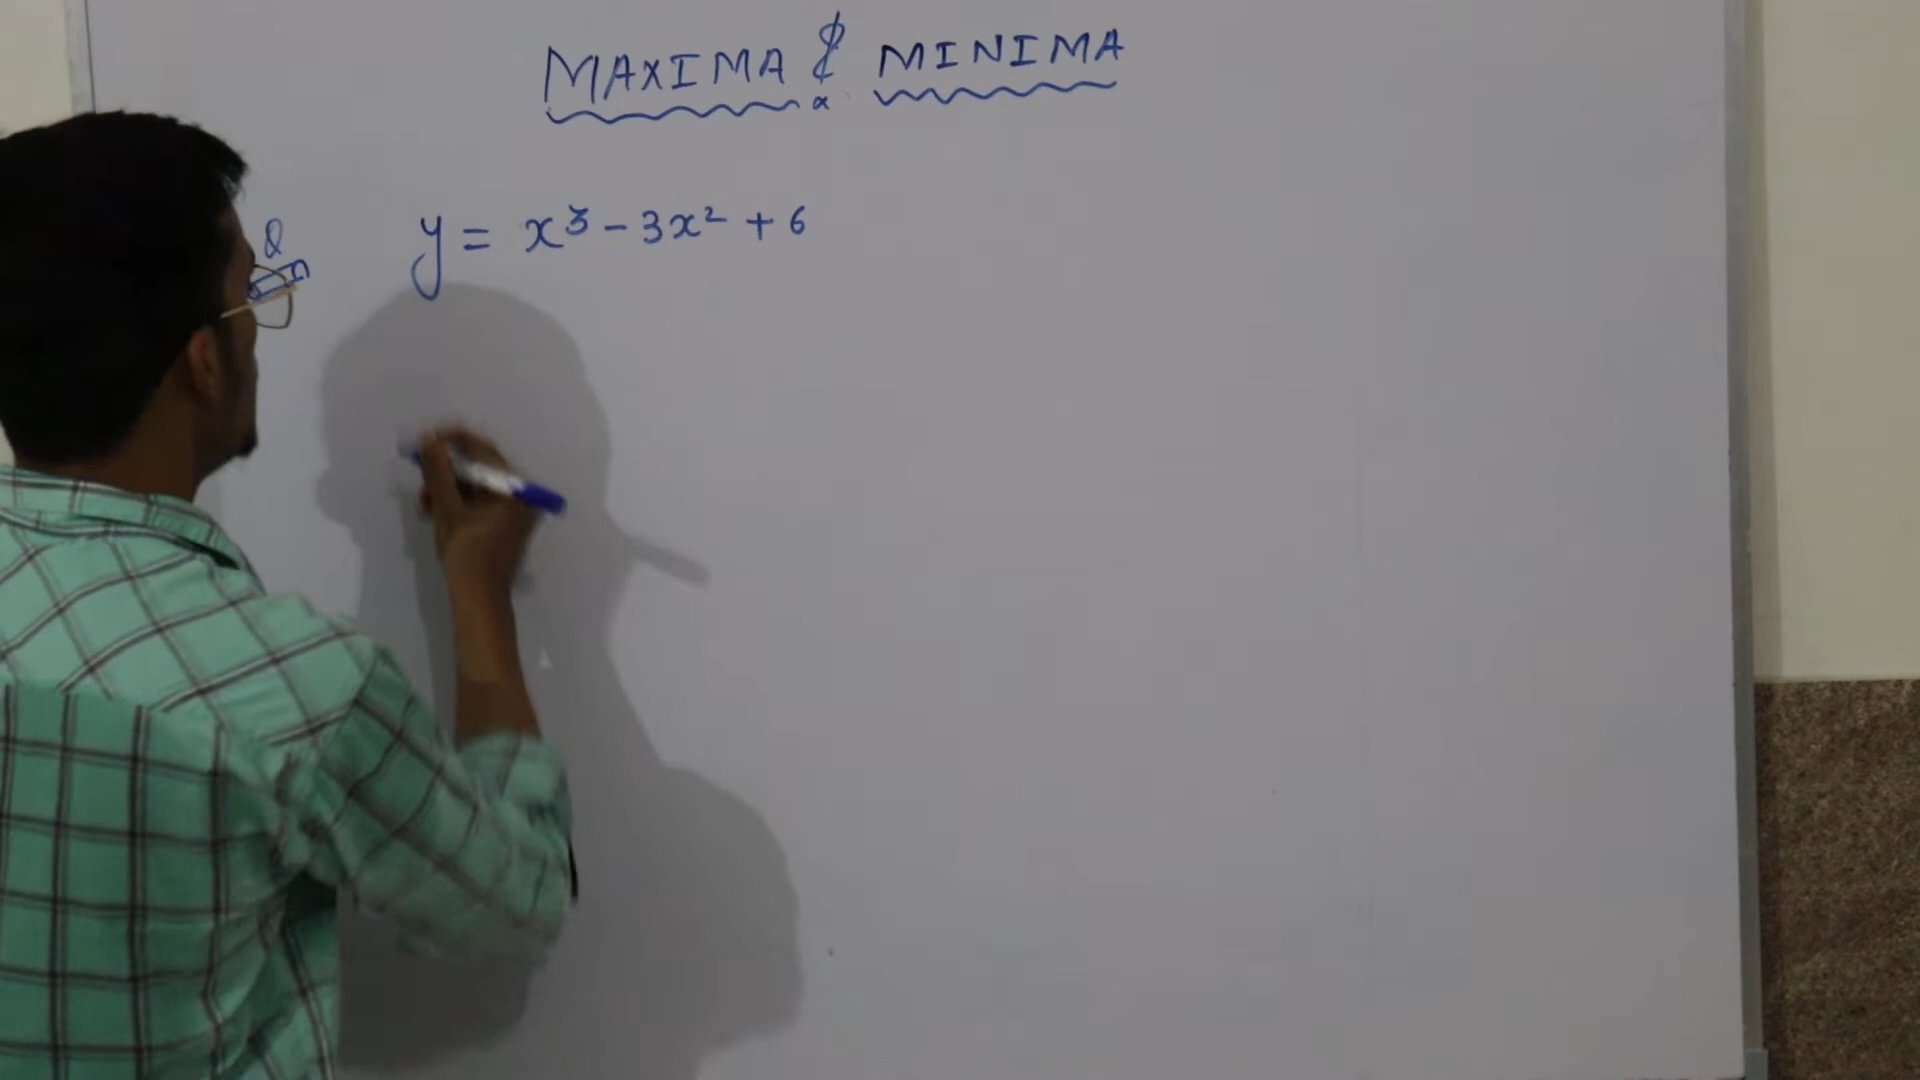 MAXIMA & MINIMA
Q y = x³ - 3x² + 6